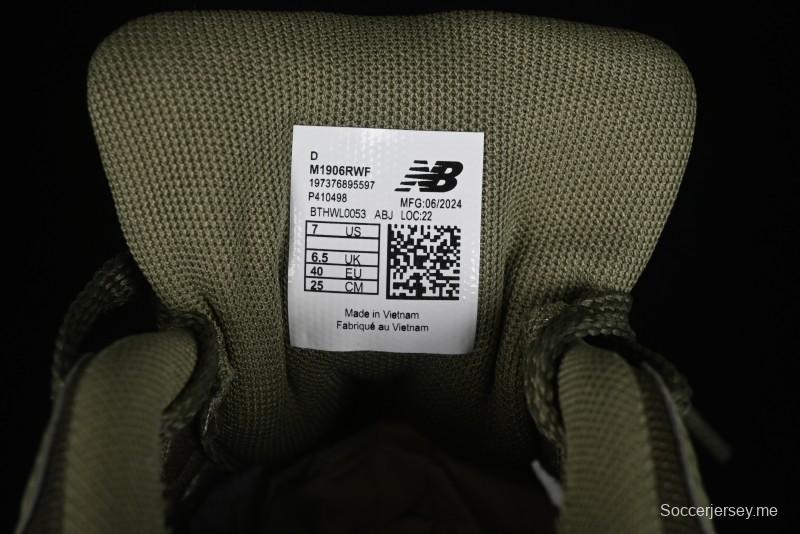 D
M1906RWF
197376895597
P410498
NB
MFG:06/2024
BTHWL0053 ABJ LOC:22
7 US
6.5 UK
40 EU
25 CM
Made in Vietnam
Fabriqué au Vietnam
Soccerjersey.me